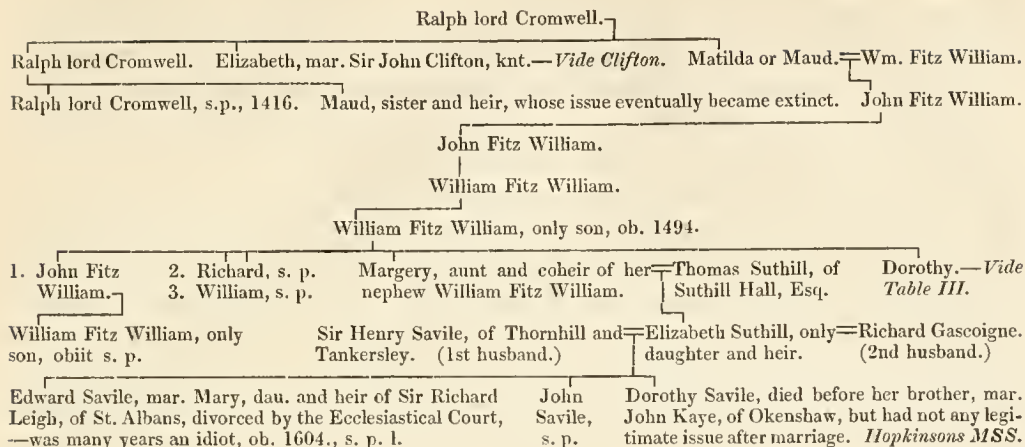 Ralph lord Cromwell.
Ralph lord Cromwell. Elizabeth, mar. Sir John Clifton, knt.—Vide Clifton. Matilda or Maud.=Wm. Fitz William.
Ralph lord Cromwell, s.p., 1416. Maud, sister and heir, whose issue eventually became extinct. John Fitz William.
John Fitz William.
William Fitz William.
William Fitz William, only son, ob. 1494.
1. John Fitz William.
2. Richard, s. p.
3. William, s. p.
Margery, aunt and coheir of her
nephew William Fitz William.
=Thomas Suthill, of
Suthill Hall, Esq.
Dorothy.—Vide
Table III.
William Fitz William, only
son, obiit s. p.
Sir Henry Savile, of Thornhill and
Tankersley. (1st husband.)
=Elizabeth Suthill, only
daughter and heir.
=Richard Gascoigne.
(2nd husband.)
Edward Savile, mar. Mary, dau. and heir of Sir Richard
Leigh, of St. Albans, divorced by the Ecclesiastical Court,
—was many years an idiot, ob. 1604., s. p. l.
John
Savile,
s. p.
Dorothy Savile, died before her brother, mar.
John Kaye, of Okenshaw, but had not any legi-
timate issue after marriage. Hopkinsons MSS.